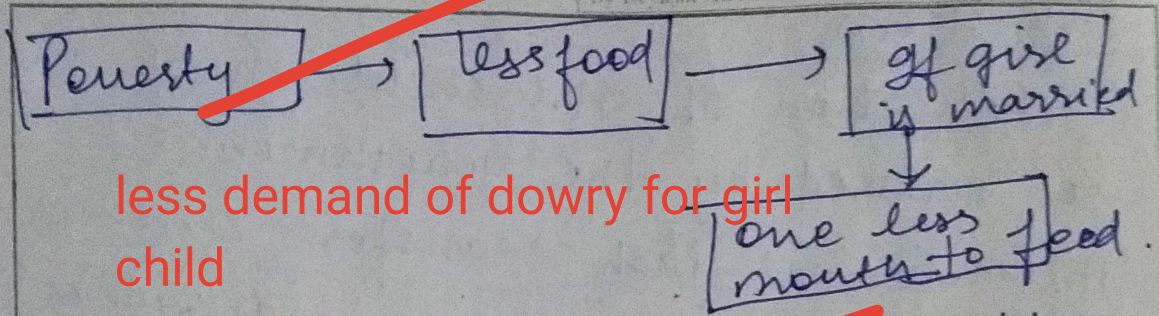 Poverty
less food
If girl
is married
less demand of dowry for girl
child
one less
mouth to feed.